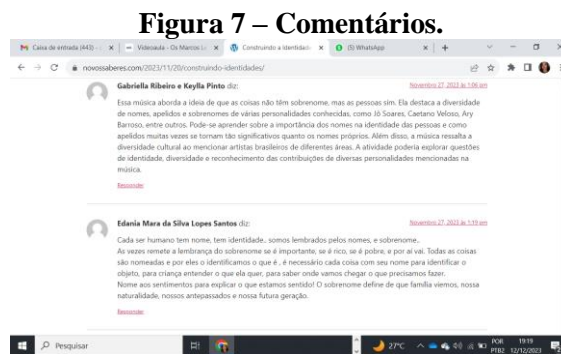 Figura 7 – Comentários.
Caixa de entrada (443) -
Videoaula - Os Marcos L
Construindo a Identidad
(5) WhatsApp
novossaberes.com/2023/11/20/construindo-identidades/
Gabriella Ribeiro e Keylla Pinto diz:
Novembro 27, 2023 às 1:06 am
Essa música aborda a ideia de que as coisas não têm sobrenome, mas as pessoas sim. Ela destaca a diversidade
de nomes, apelidos e sobrenomes de várias personalidades conhecidas, como Jô Soares, Caetano Veloso, Ary
Barroso, entre outros. Pode-se aprender sobre a importância dos nomes na identidade das pessoas e como
apelidos muitas vezes se tornam tão significativos quanto os nomes próprios. Além disso, a música ressalta a
diversidade cultural ao mencionar artistas brasileiros de diferentes áreas. A atividade poderia explorar questões
de identidade, diversidade e reconhecimento das contribuições de diversas personalidades mencionadas na
música.
Responder
Edania Mara da Silva Lopes Santos diz:
Novembro 27, 2023 às 1:19 am
Cada ser humano tem nome, tem identidade.. somos lembrados pelos nomes, e sobrenome..
As vezes remete a lembrança do sobrenome se é importante, se é rico, se é pobre, e por ai vai. Todas as coisas
são nomeadas e por eles o identificamos o que é , é necessário cada coisa com seu nome para identificar o
objeto, para criança entender o que ela quer, para saber onde vamos chegar o que precisamos fazer.
Nome aos sentimentos para explicar o que estamos sentido! O sobrenome define de que família viemos, nossa
naturalidade, nossos antepassados e nossa futura geração.
Responder
Pesquisar
27°C
POR
PTB2
19:19
12/12/2023